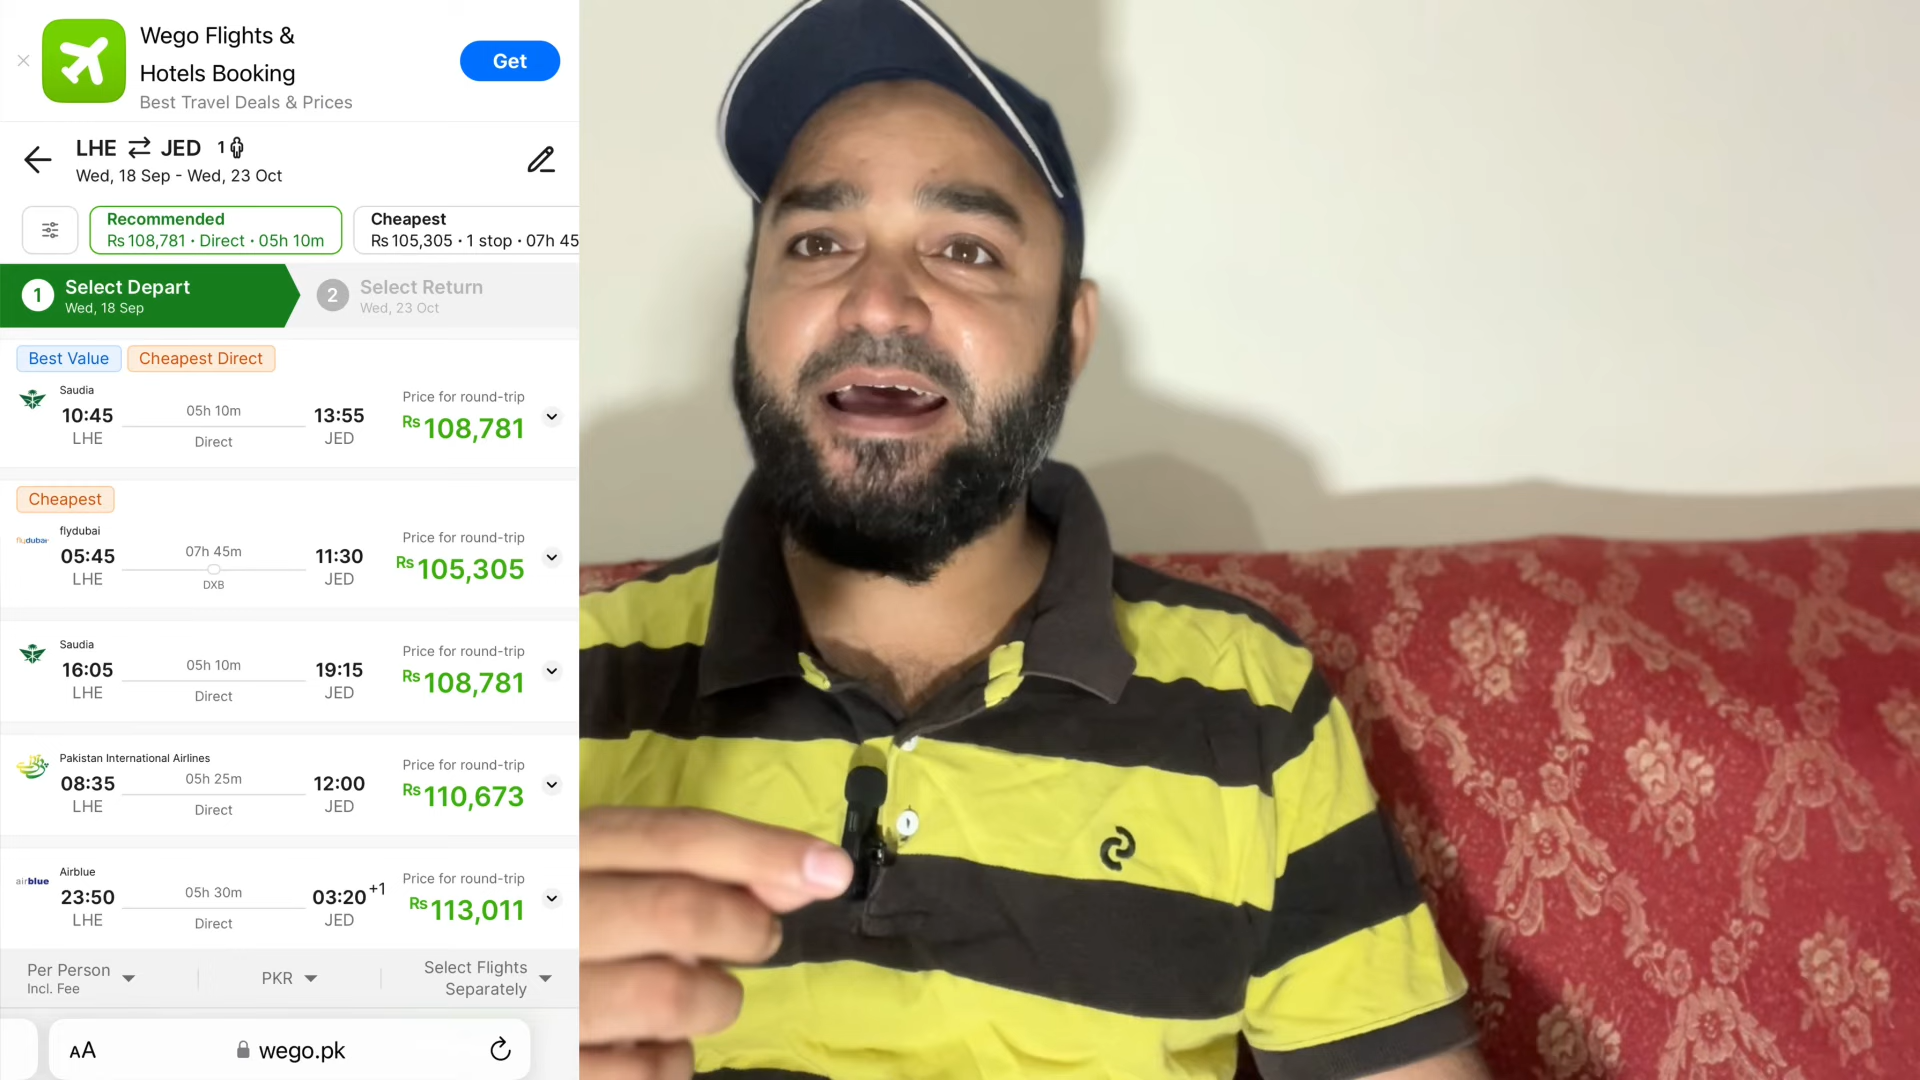 Wego Flights &
Hotels Booking
Best Travel Deals & Prices
Get
LHE JED 1
Wed, 18 Sep - Wed, 23 Oct
Recommended
Rs 108,781 · Direct · 05h 10m
Cheapest
Rs 105,305 · 1 stop · 07h 45
1
Select Depart
Wed, 18 Sep
2
Select Return
Wed, 23 Oct
Best Value
Cheapest Direct
Saudia
10:45
LHE
05h 10m
Direct
13:55
JED
Price for round-trip
Rs 108,781
Cheapest
flydubai
flydubai
05:45
LHE
07h 45m
DXB
11:30
JED
Price for round-trip
Rs 105,305
Saudia
16:05
LHE
05h 10m
Direct
19:15
JED
Price for round-trip
Rs 108,781
Pakistan International Airlines
08:35
LHE
05h 25m
Direct
12:00
JED
Price for round-trip
Rs 110,673
airblue
Airblue
23:50
LHE
05h 30m
Direct
03:20 +1
JED
Price for round-trip
Rs 113,011
Per Person
Incl. Fee
PKR
Select Flights
Separately
AA
wego.pk